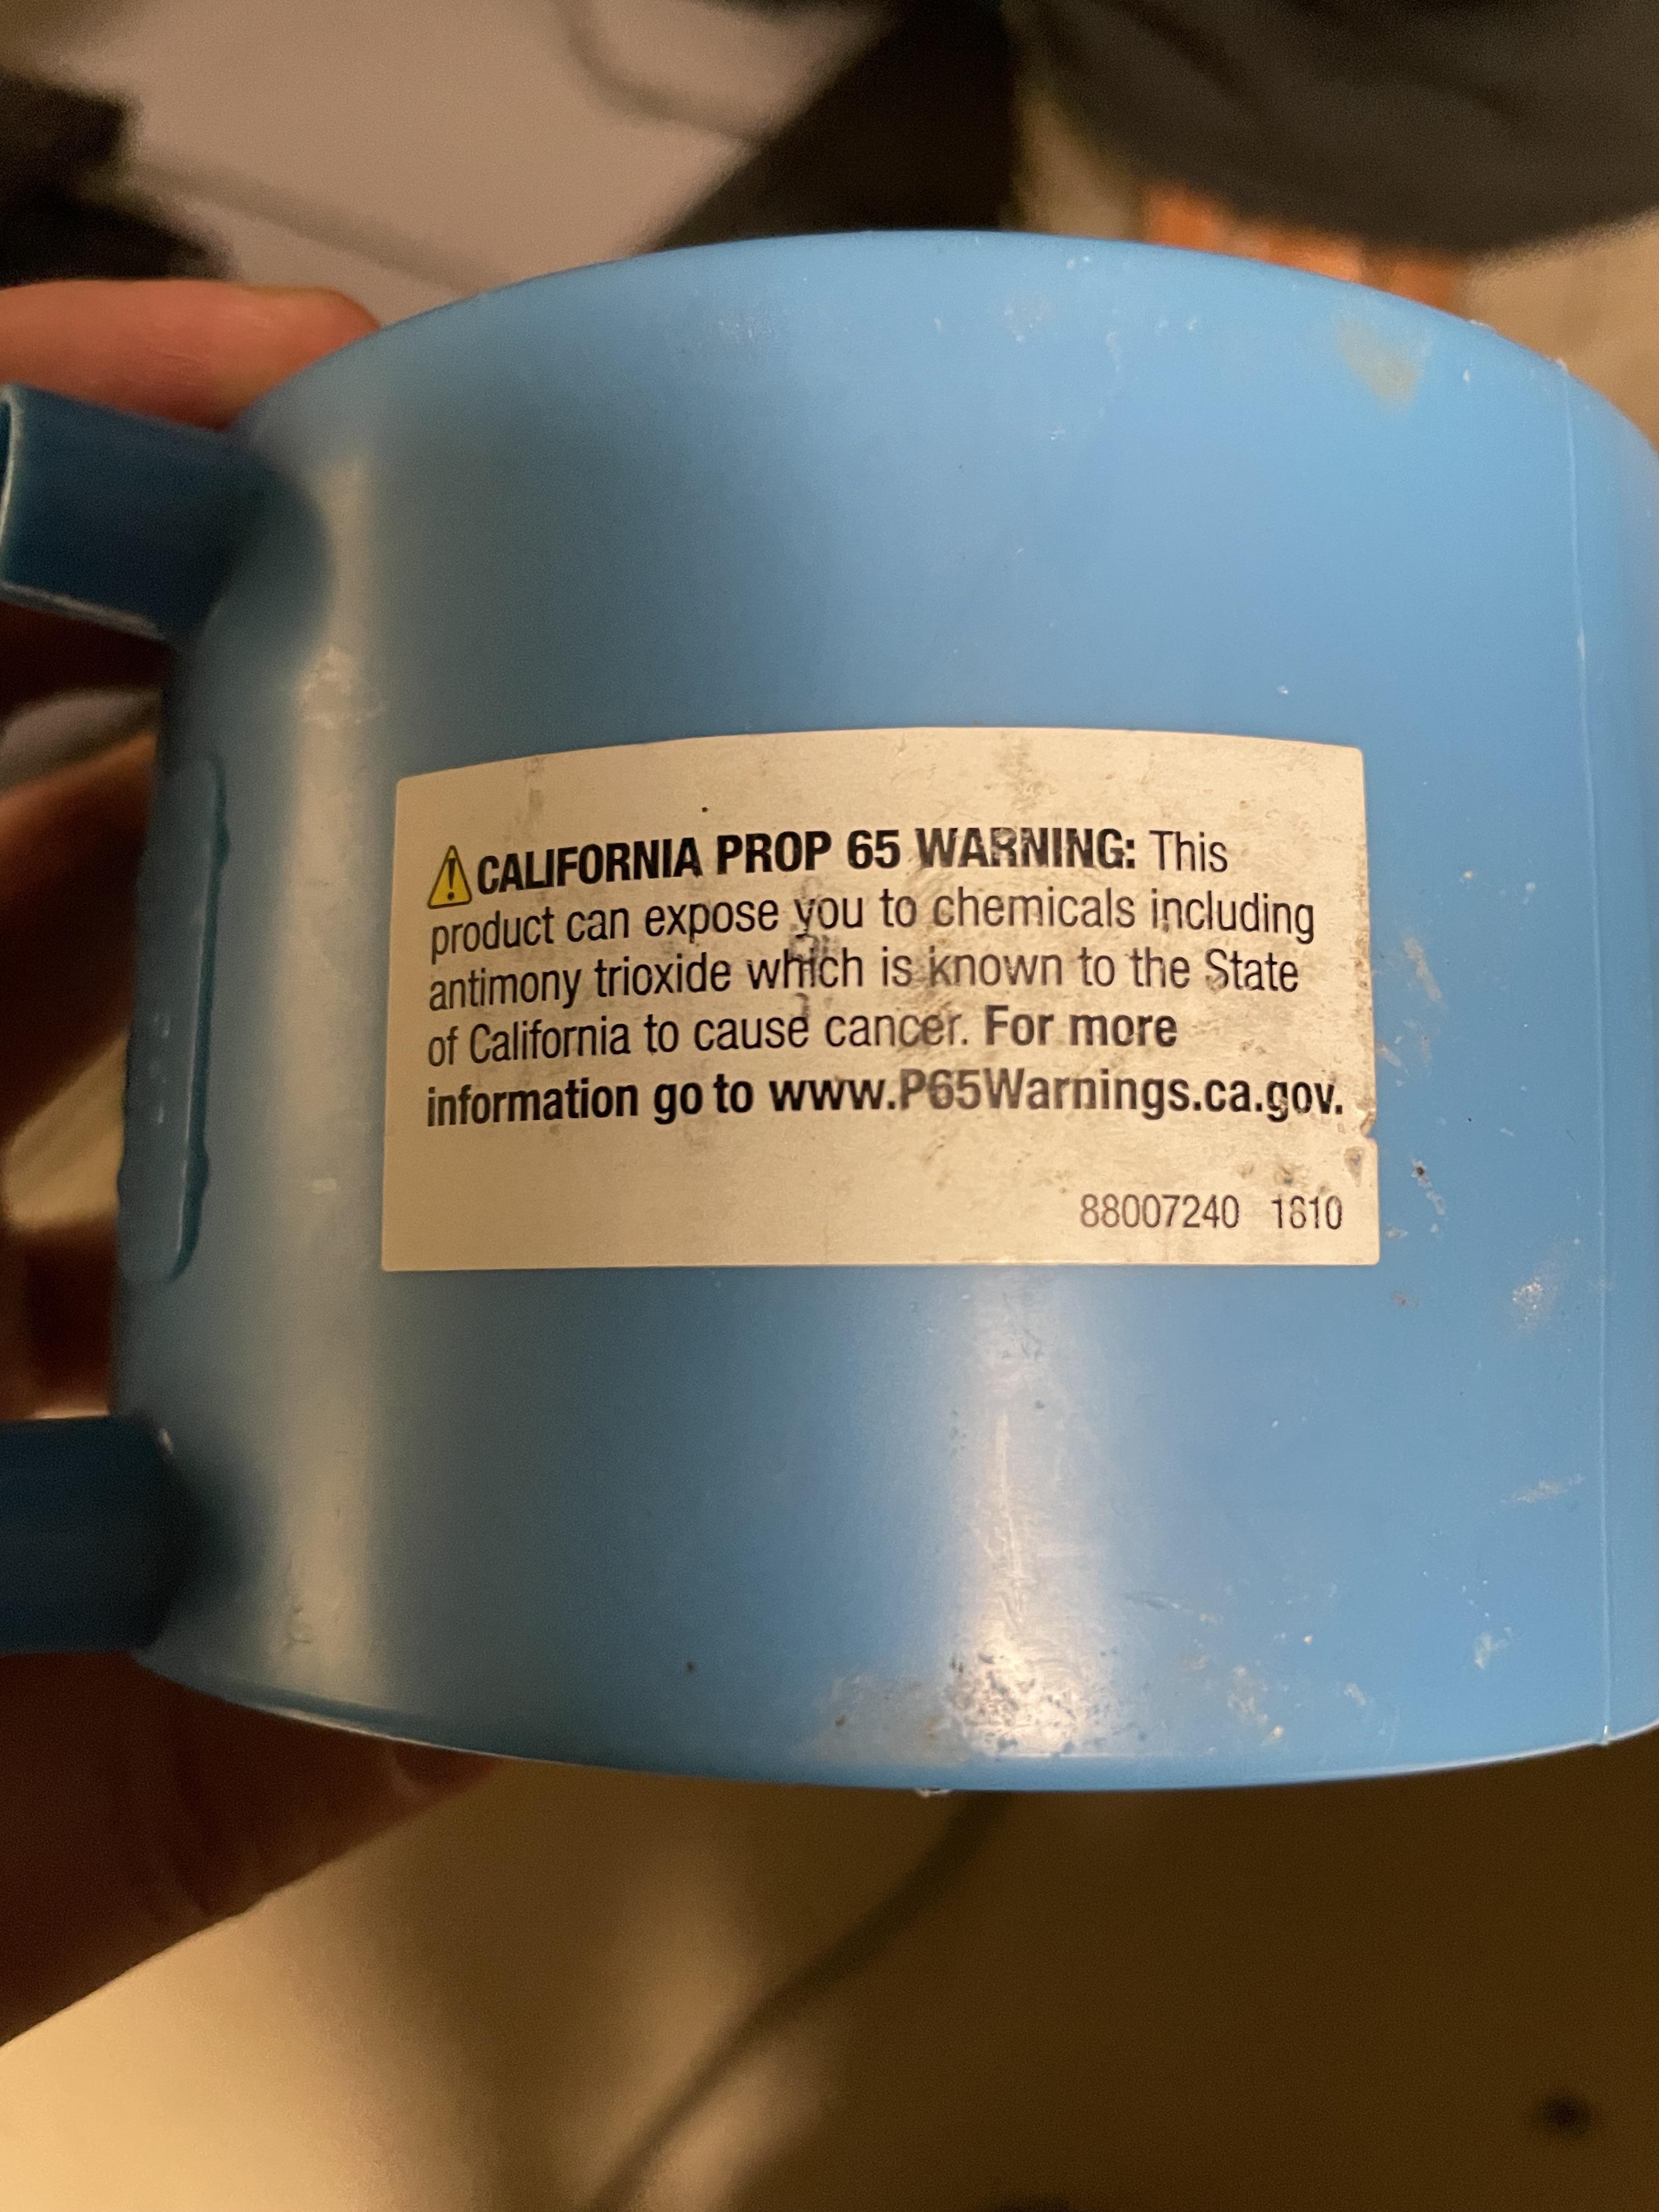 CALIFORNIA PROP 65 WARNING: This
product can expose you to chemicals including
antimony trioxide which is known to the State
of California to cause cancer. For more
information go to www.P65Warnings.ca.gov.
88007240 1610